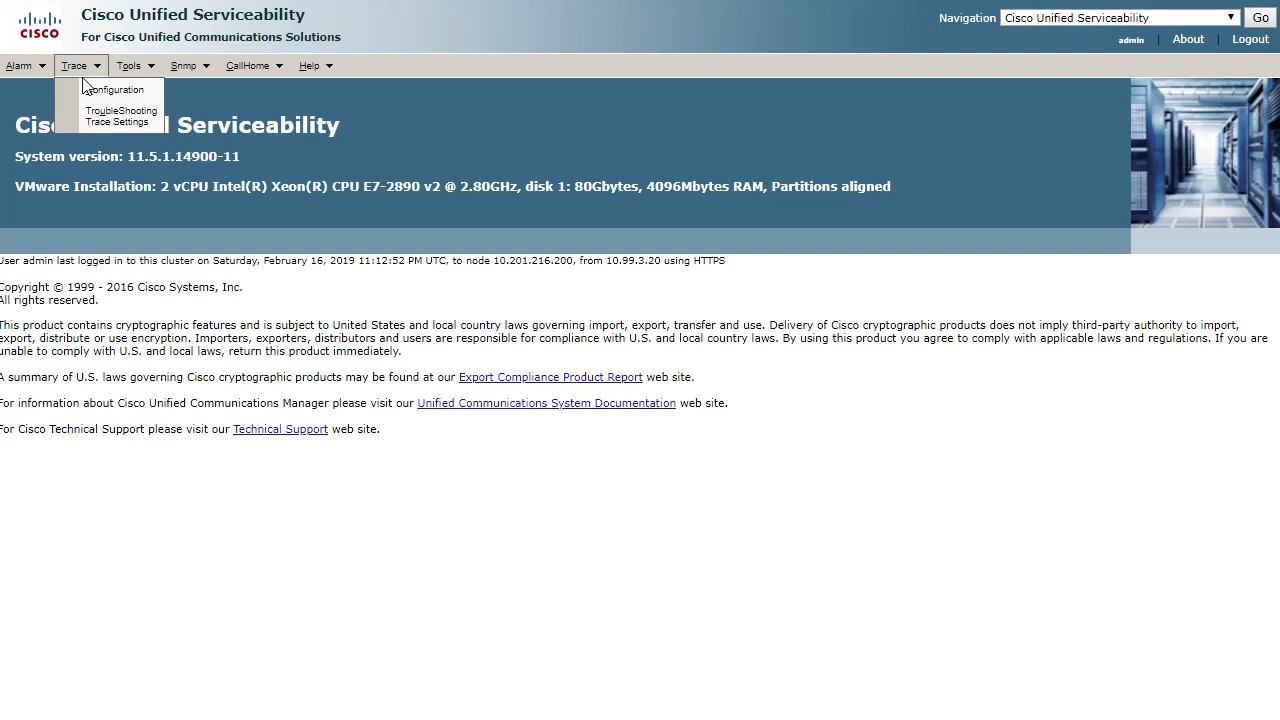 CISCO
Cisco Unified Serviceability
For Cisco Unified Communications Solutions
Navigation Cisco Unified Serviceability Go
admin | About | Logout
Alarm Trace Tools Snmp CallHome Help
onfiguration
TroubleShooting
Trace Settings
Cis l Serviceability
System version: 11.5.1.14900-11
VMware Installation: 2 vCPU Intel(R) Xeon(R) CPU E7-2890 v2 @ 2.80GHz, disk 1: 80Gbytes, 4096Mbytes RAM, Partitions aligned
User admin last logged in to this cluster on Saturday, February 16, 2019 11:12:52 PM UTC, to node 10.201.216.200, from 10.99.3.20 using HTTPS
Copyright © 1999 - 2016 Cisco Systems, Inc.
All rights reserved.
This product contains cryptographic features and is subject to United States and local country laws governing import, export, transfer and use. Delivery of Cisco cryptographic products does not imply third-party authority to import,
export, distribute or use encryption. Importers, exporters, distributors and users are responsible for compliance with U.S. and local country laws. By using this product you agree to comply with applicable laws and regulations. If you are
unable to comply with U.S. and local laws, return this product immediately.
A summary of U.S. laws governing Cisco cryptographic products may be found at our Export Compliance Product Report web site.
For information about Cisco Unified Communications Manager please visit our Unified Communications System Documentation web site.
For Cisco Technical Support please visit our Technical Support web site.